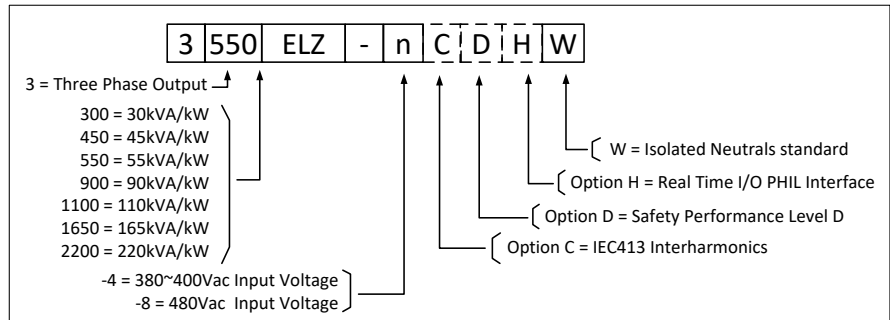 3 550 ELZ - n C D H W
3 = Three Phase Output
300 = 30kVA/kW
450 = 45kVA/kW
550 = 55kVA/kW
900 = 90kVA/kW
1100 = 110kVA/kW
1650 = 165kVA/kW
2200 = 220kVA/kW
-4 = 380~400Vac Input Voltage
-8 = 480Vac Input Voltage
W = Isolated Neutrals standard
Option H = Real Time I/O PHIL Interface
Option D = Safety Performance Level D
Option C = IEC413 Interharmonics